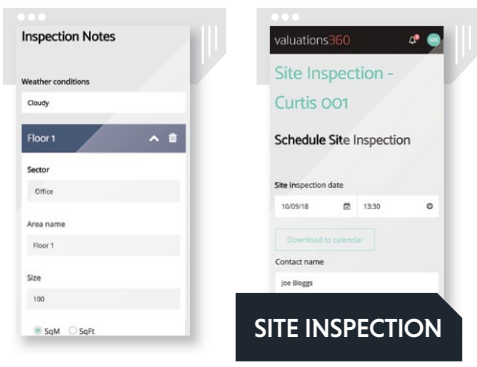 Inspection Notes
Weather conditions
Cloudy
Floor 1
Sector
Office
Area name
Floor 1
Size
100
SqM SqFt
valuations360
Site Inspection -
Curtis 001
Schedule Site Inspection
Site inspection date
10/09/18 13:30
Download to calendar
Contact name
Joe Bloggs
SITE INSPECTION